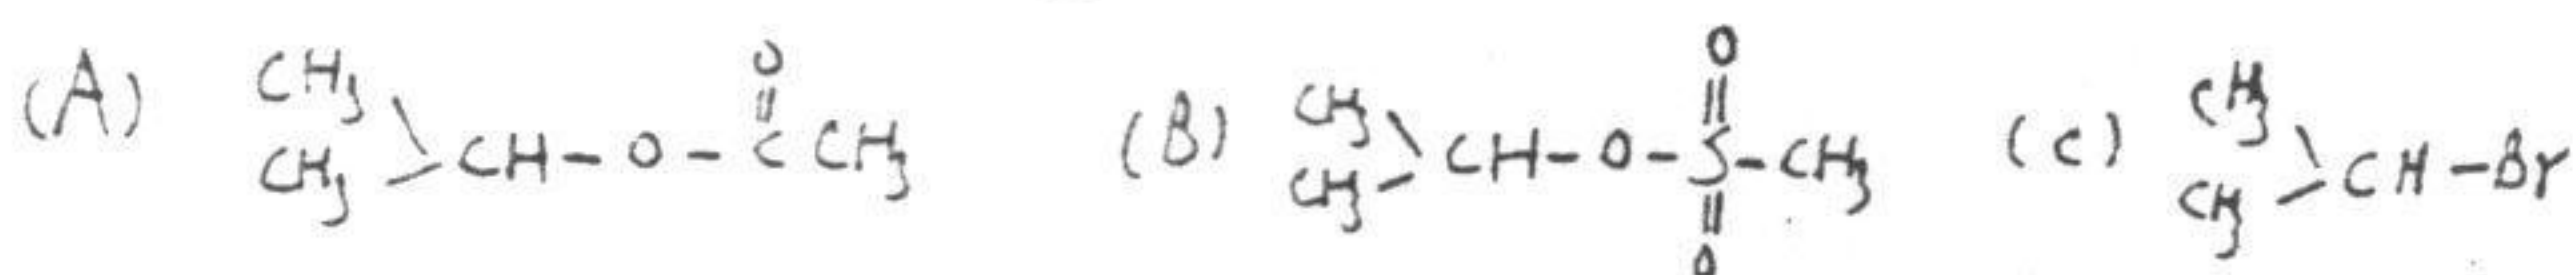 (A) CH3 CH3 > CH - O - C(=O) CH3 (B) CH3 CH3 > CH - O - S(=O)(=O) - CH3 (C) CH3 CH3 > CH - Br